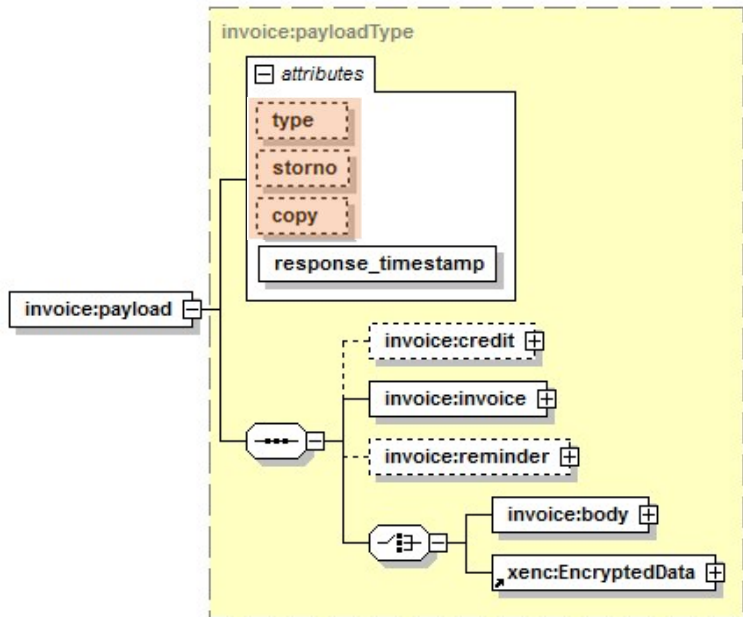 invoice:payloadType
attributes
type
storno
copy
response_timestamp
invoice:payload
invoice:credit
invoice:invoice
invoice:reminder
invoice:body
xenc:EncryptedData